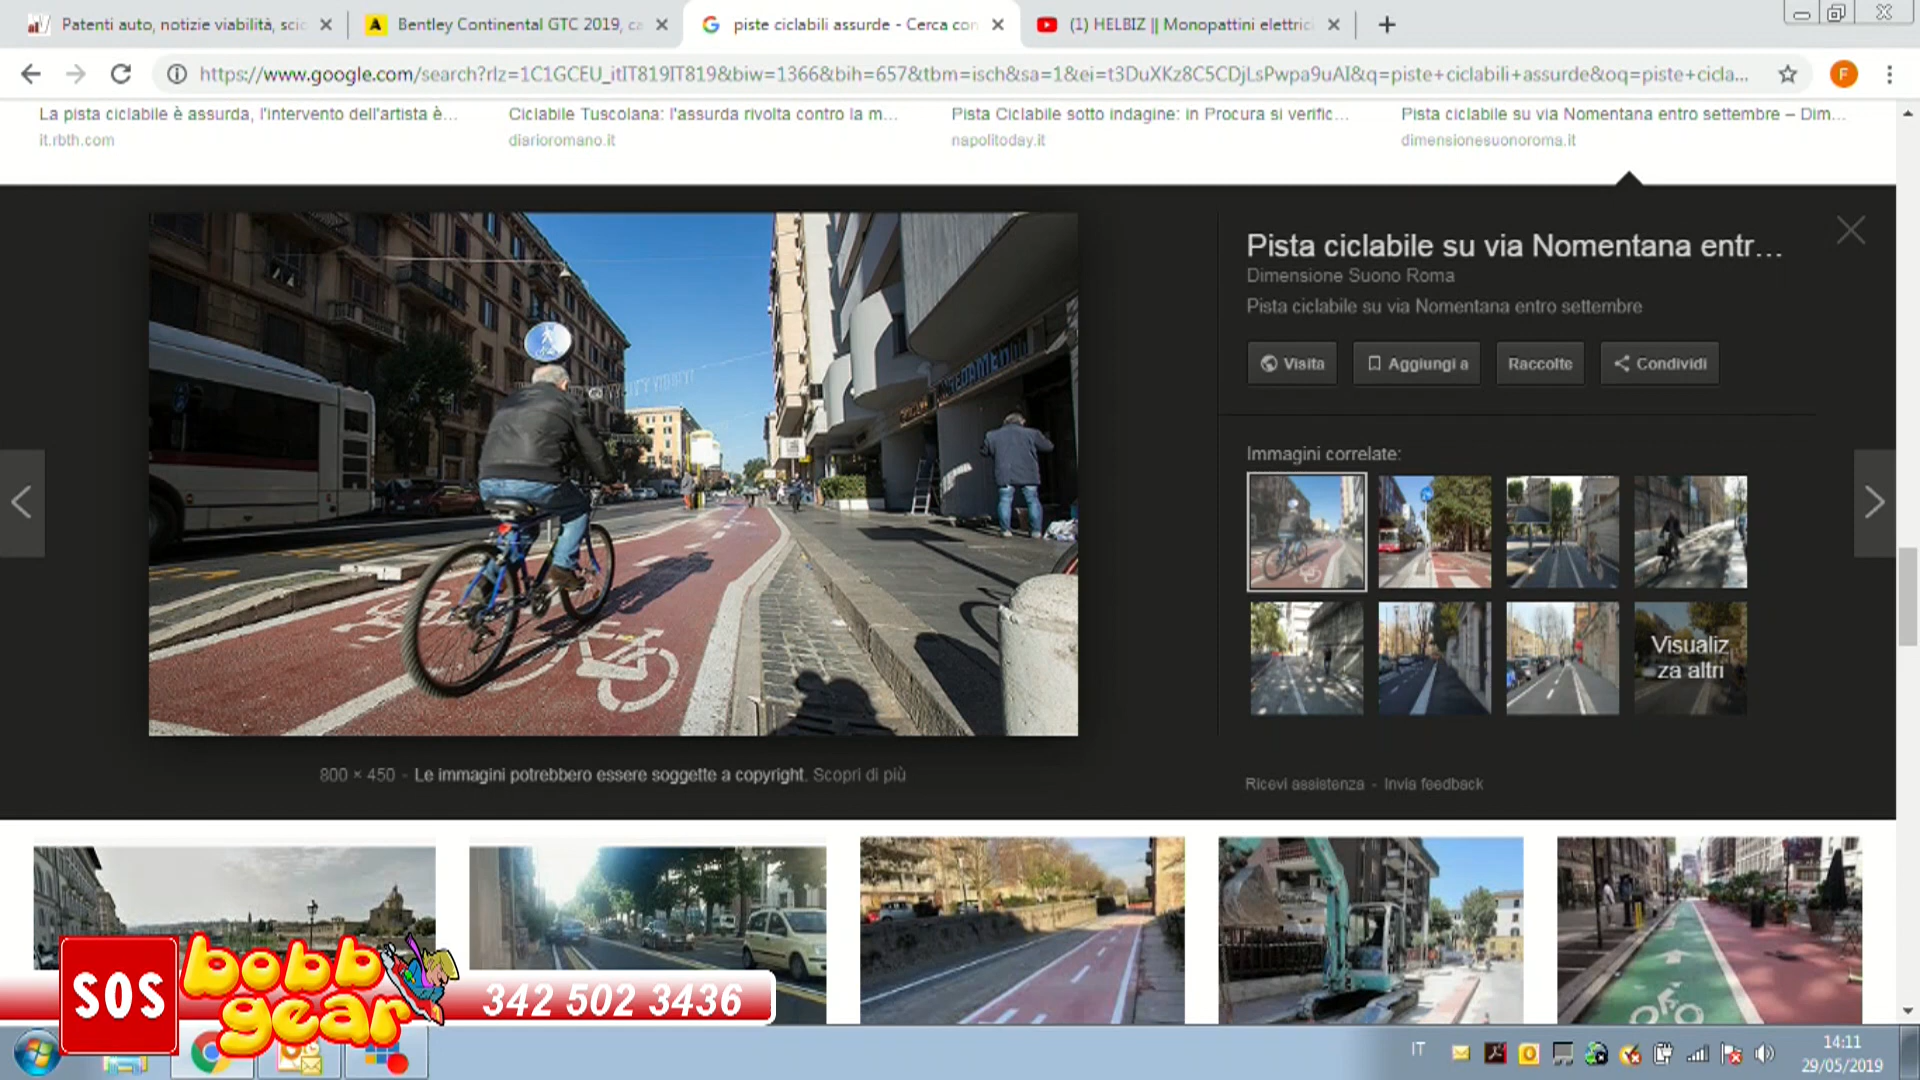 Patenti auto, notizie viabilità, scio
Bentley Continental GTC 2019, ca
piste ciclabili assurde - Cerca con
(1) HELBIZ || Monopattini elettric
https://www.google.com/search?rlz=1C1GCEU_itIT819IT819&biw=1366&bih=657&tbm=isch&sa=1&ei=t3DuXKz8C5CDjLsPwpa9uAI&q=piste+ciclabili+assurde&oq=piste+cicla...
F
La pista ciclabile è assurda, l'intervento dell'artista è...
Ciclabile Tuscolana: l'assurda rivolta contro la m...
Pista Ciclabile sotto indagine: in Procura si verific...
Pista ciclabile su via Nomentana entro settembre – Dim...
it.rbth.com
diarioromano.it
napolitoday.it
dimensionesuonoroma.it
Pista ciclabile su via Nomentana entr...
Dimensione Suono Roma
Pista ciclabile su via Nomentana entro settembre
Visita
Aggiungi a
Raccolte
Condividi
Immagini correlate:
Visualiz
za altri
800 × 450 - Le immagini potrebbero essere soggette a copyright. Scopri di più
Ricevi assistenza - Invia feedback
SOS
bobb
gear
342 502 3436
IT
14:11
29/05/2019